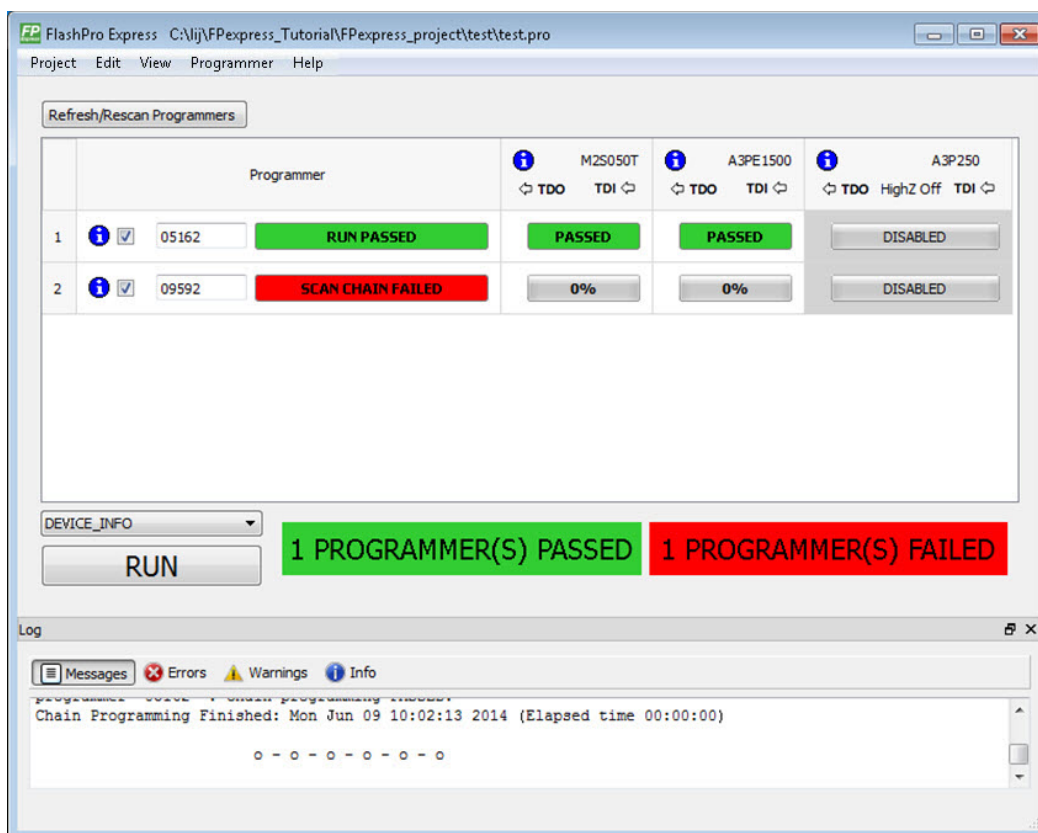 FP FlashPro Express C:\lij\FPexpress_Tutorial\FPexpress_project\test\test.pro
Project Edit View Programmer Help
Refresh/Rescan Programmers
Programmer
M2S050T
TDO TDI
A3PE1500
TDO TDI
A3P250
TDO HighZ Off TDI
1 05162 RUN PASSED PASSED PASSED DISABLED
2 09592 SCAN CHAIN FAILED 0% 0% DISABLED
DEVICE_INFO
RUN
1 PROGRAMMER(S) PASSED
1 PROGRAMMER(S) FAILED
Log
Messages Errors Warnings Info
Chain Programming Finished: Mon Jun 09 10:02:13 2014 (Elapsed time 00:00:00)
o - o - o - o - o - o